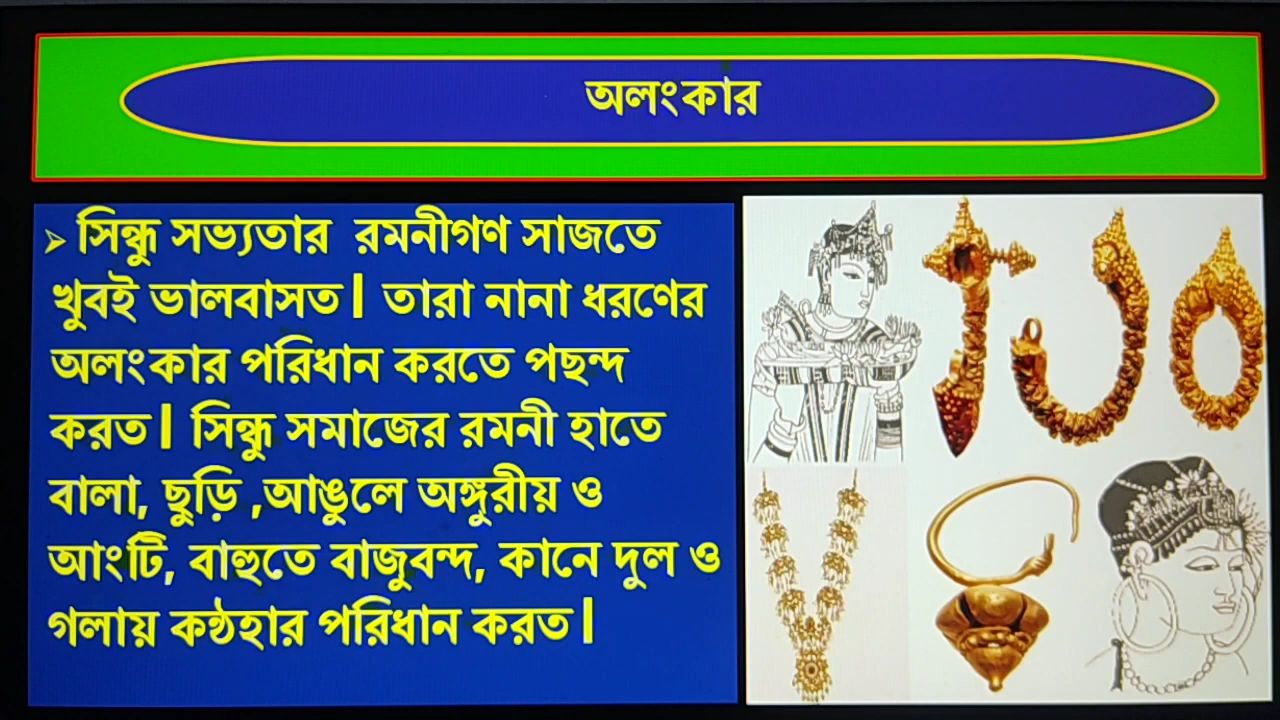 অলংকার
➢ সিন্ধু সভ্যতার রমনীগণ সাজতে
খুবই ভালবাসত। তারা নানা ধরণের
অলংকার পরিধান করতে পছন্দ
করত। সিন্ধু সমাজের রমনী হাতে
বালা, ছুড়ি ,আঙুলে অঙ্গুরীয় ও
আংটি, বাহুতে বাজুবন্দ, কানে দুল ও
গলায় কন্ঠহার পরিধান করত।